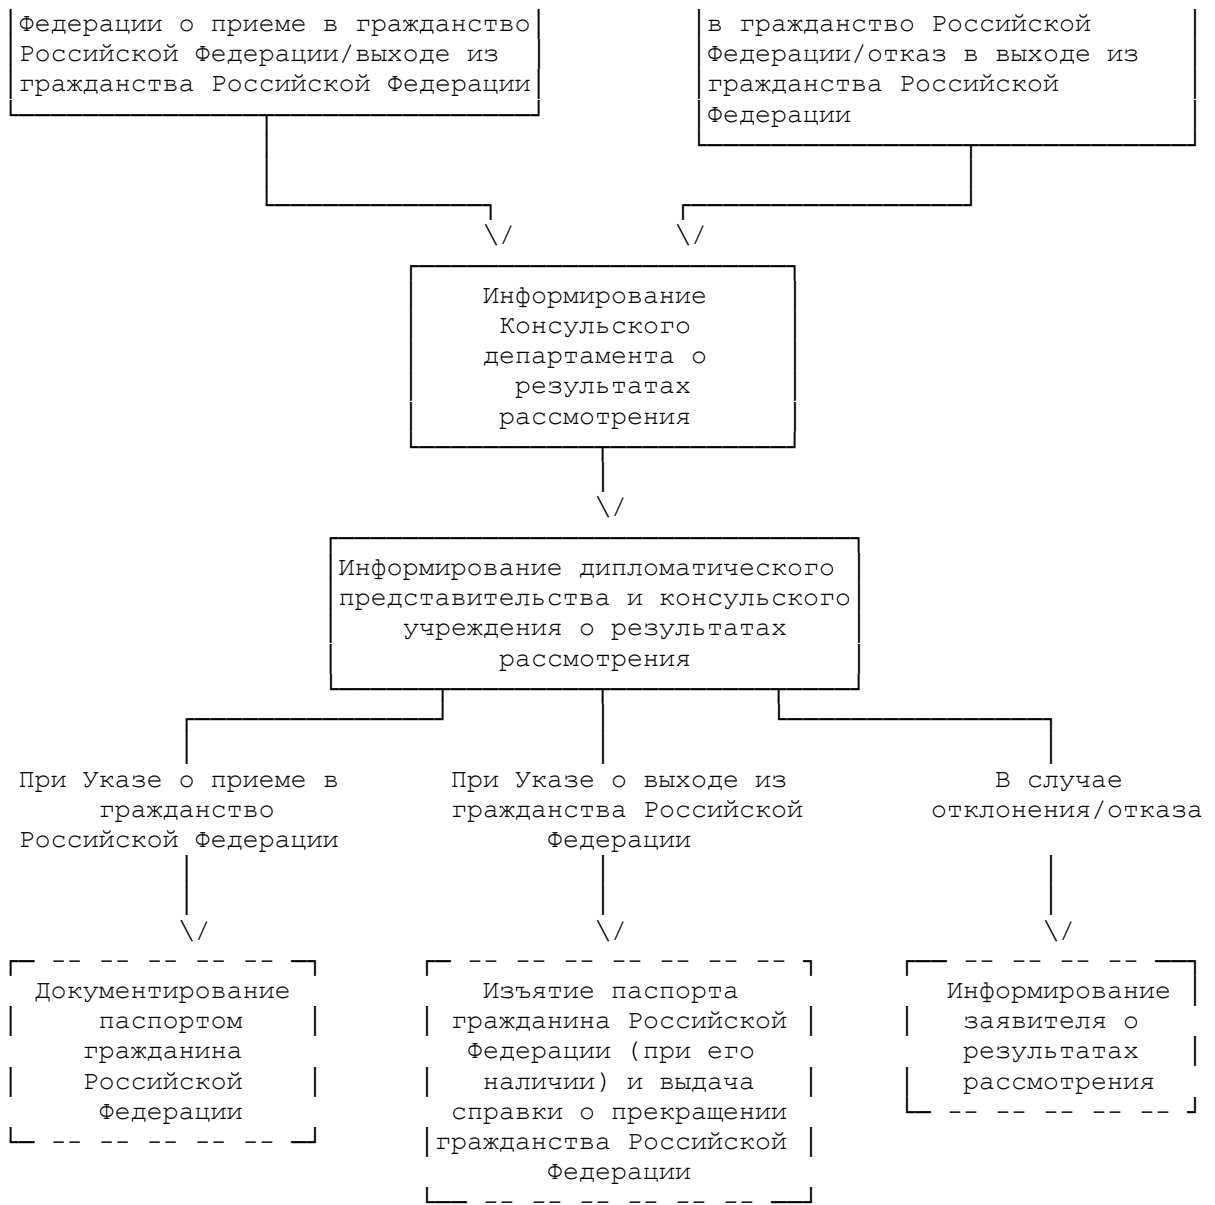 Федерации о приеме в гражданство
Российской Федерации/выходе из
гражданства Российской Федерации
в гражданство Российской
Федерации/отказ в выходе из
гражданства Российской
Федерации
\/
\/
Информирование
Консульского
департамента о
результатах
рассмотрения
\/
Информирование дипломатического
представительства и консульского
учреждения о результатах
рассмотрения
При Указе о приеме в
гражданство
Российской Федерации
При Указе о выходе из
гражданства Российской
Федерации
В случае
отклонения/отказа
\/
\/
\/
Документирование
паспортом
гражданина
Российской
Федерации
Изъятие паспорта
гражданина Российской
Федерации (при его
наличии) и выдача
справки о прекращении
гражданства Российской
Федерации
Информирование
заявителя о
результатах
рассмотрения